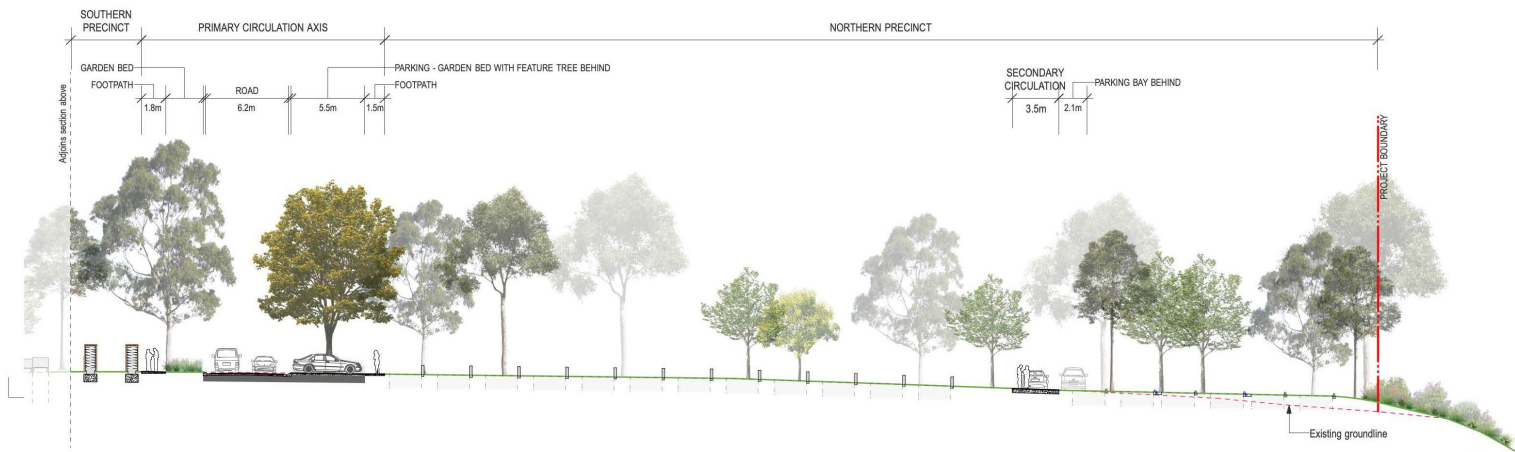 SOUTHERN
PRECINCT
PRIMARY CIRCULATION AXIS
NORTHERN PRECINCT
GARDEN BED
PARKING - GARDEN BED WITH FEATURE TREE BEHIND
FOOTPATH
ROAD
FOOTPATH
1.8m
6.2m
5.5m
1.5m
SECONDARY
CIRCULATION
PARKING BAY BEHIND
3.5m
2.1m
Adjoins section above
PROJECT BOUNDARY
Existing groundline